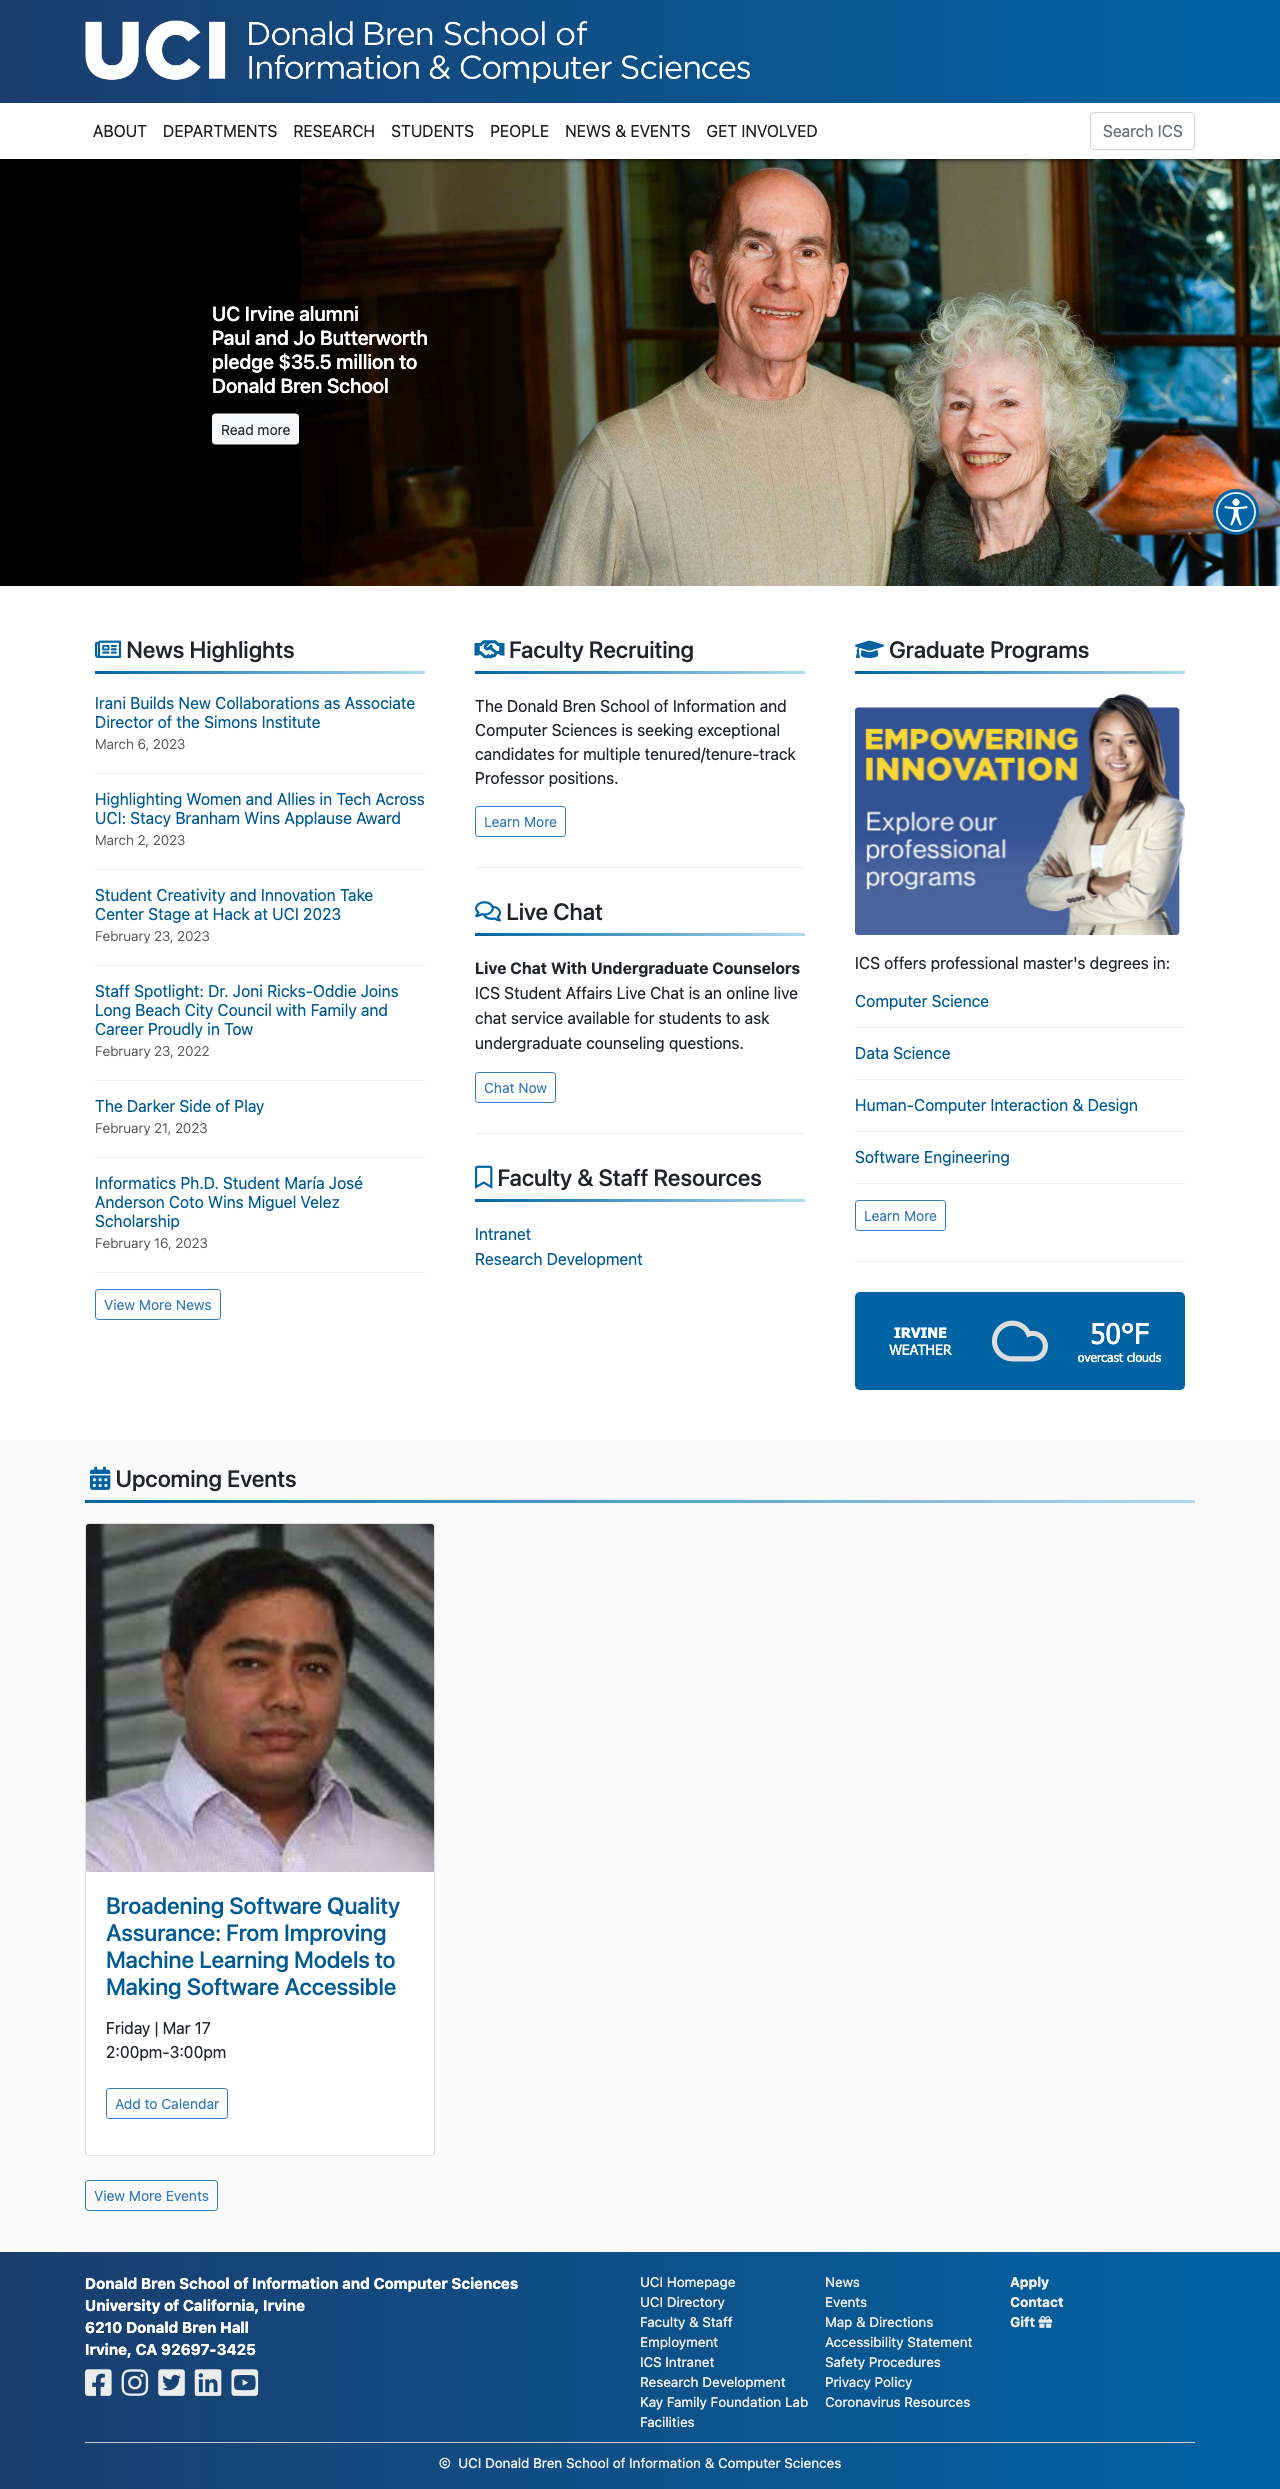 UCI Donald Bren School of
Information & Computer Sciences
ABOUT DEPARTMENTS RESEARCH STUDENTS PEOPLE NEWS & EVENTS GET INVOLVED Search ICS
UC Irvine alumni
Paul and Jo Butterworth
pledge $35.5 million to
Donald Bren School
Read more
News Highlights
Irani Builds New Collaborations as Associate
Director of the Simons Institute
March 6, 2023
Highlighting Women and Allies in Tech Across
UCI: Stacy Branham Wins Applause Award
March 2, 2023
Student Creativity and Innovation Take
Center Stage at Hack at UCI 2023
February 23, 2023
Staff Spotlight: Dr. Joni Ricks-Oddie Joins
Long Beach City Council with Family and
Career Proudly in Tow
February 23, 2022
The Darker Side of Play
February 21, 2023
Informatics Ph.D. Student María José
Anderson Coto Wins Miguel Velez
Scholarship
February 16, 2023
View More News
Faculty Recruiting
The Donald Bren School of Information and
Computer Sciences is seeking exceptional
candidates for multiple tenured/tenure-track
Professor positions.
Learn More
Live Chat
Live Chat With Undergraduate Counselors
ICS Student Affairs Live Chat is an online live
chat service available for students to ask
undergraduate counseling questions.
Chat Now
Faculty & Staff Resources
Intranet
Research Development
Graduate Programs
EMPOWERING
INNOVATION
Explore our
professional
programs
ICS offers professional master's degrees in:
Computer Science
Data Science
Human-Computer Interaction & Design
Software Engineering
Learn More
IRVINE
WEATHER
50°F
overcast clouds
Upcoming Events
Broadening Software Quality
Assurance: From Improving
Machine Learning Models to
Making Software Accessible
Friday | Mar 17
2:00pm-3:00pm
Add to Calendar
View More Events
Donald Bren School of Information and Computer Sciences
University of California, Irvine
6210 Donald Bren Hall
Irvine, CA 92697-3425
UCI Homepage
UCI Directory
Faculty & Staff
Employment
ICS Intranet
Research Development
Kay Family Foundation Lab
Facilities
News
Events
Map & Directions
Accessibility Statement
Safety Procedures
Privacy Policy
Coronavirus Resources
Apply
Contact
Gift
© UCI Donald Bren School of Information & Computer Sciences